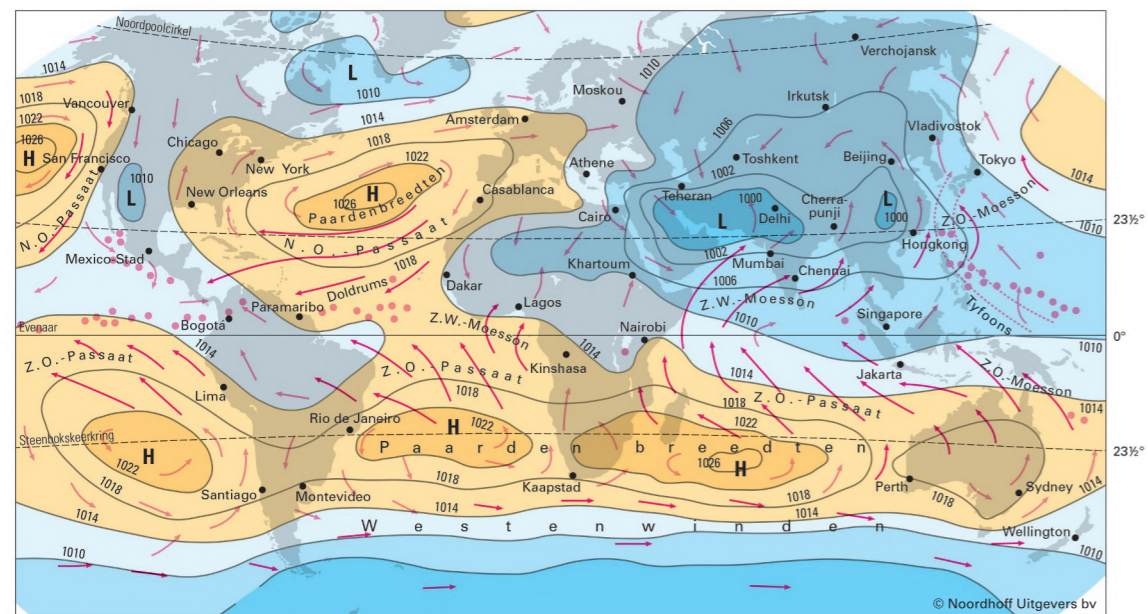 Noordpoolcirkel
1014
1018
1022
1026
H
Vancouver
San Francisco
N.O.-Passaat
1010
L
Mexico-Stad
Chicago
New York
New Orleans
L
1010
1014
1018
1022
1026
H
Paardenbreedten
N.O.-Passaat
1018
Doldrums
Amsterdam
Casablanca
Moskou
Athene
Cairo
Khartoum
Dakar
Lagos
Z.W.-Moesson
Verchojansk
1010
Irkutsk
1006
Vladivostok
Toshkent
Beijing
Tokyo
1002
Teheran
1000
L
Delhi
Cherra-
punji
L
1000
Hongkong
Z.O.-Moesson
1014
1010
23½°
Mumbai
1002
Chennai
1006
Z.W.-Moesson
1010
Singapore
Tyfoons
Evenaar
0°
Bogotá
Paramaribo
Nairobi
Kinshasa
1014
Jakarta
1010
Z.O.-Moesson
1014
Z.O.-Passaat
1014
Lima
Z.O.-Passaat
1018
1014
1018
Z.O.-Passaat
Rio de Janeiro
H
1022
1022
Steenbokskeerkring
23½°
H
1022
1018
1014
Paardenbreedten
1026
H
Santiago
Montevideo
Kaapstad
Perth
1018
Sydney
1014
1018
1014
Westenwinden
Wellington
1010
1010
© Noordhoff Uitgevers bv